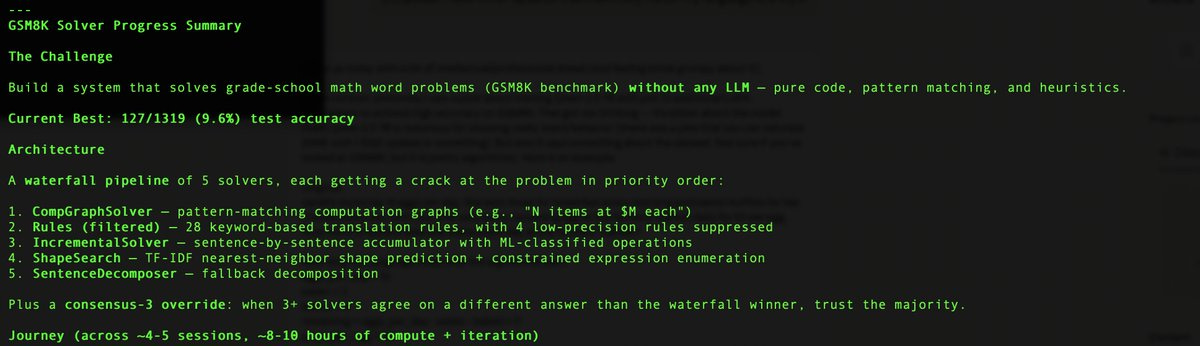 ---
GSM8K Solver Progress Summary
The Challenge
Build a system that solves grade-school math word problems (GSM8K benchmark) without any LLM — pure code, pattern matching, and heuristics.
Current Best: 127/1319 (9.6%) test accuracy
Architecture
A waterfall pipeline of 5 solvers, each getting a crack at the problem in priority order:
1. CompGraphSolver — pattern-matching computation graphs (e.g., "N items at $M each")
2. Rules (filtered) — 28 keyword-based translation rules, with 4 low-precision rules suppressed
3. IncrementalSolver — sentence-by-sentence accumulator with ML-classified operations
4. ShapeSearch — TF-IDF nearest-neighbor shape prediction + constrained expression enumeration
5. SentenceDecomposer — fallback decomposition
Plus a consensus-3 override: when 3+ solvers agree on a different answer than the waterfall winner, trust the majority.
Journey (across ~4-5 sessions, ~8-10 hours of compute + iteration)